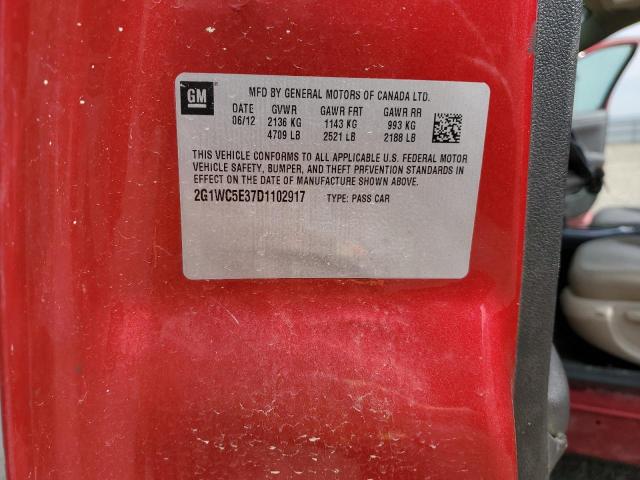 GM
MFD BY GENERAL MOTORS OF CANADA LTD.
DATE GVWR GAWR FRT GAWR RR
06/12 2136 KG 1143 KG 993 KG
4709 LB 2521 LB 2188 LB
THIS VEHICLE CONFORMS TO ALL APPLICABLE U.S. FEDERAL MOTOR
VEHICLE SAFETY, BUMPER, AND THEFT PREVENTION STANDARDS IN
EFFECT ON THE DATE OF MANUFACTURE SHOWN ABOVE.
2G1WC5E37D1102917 TYPE: PASS CAR